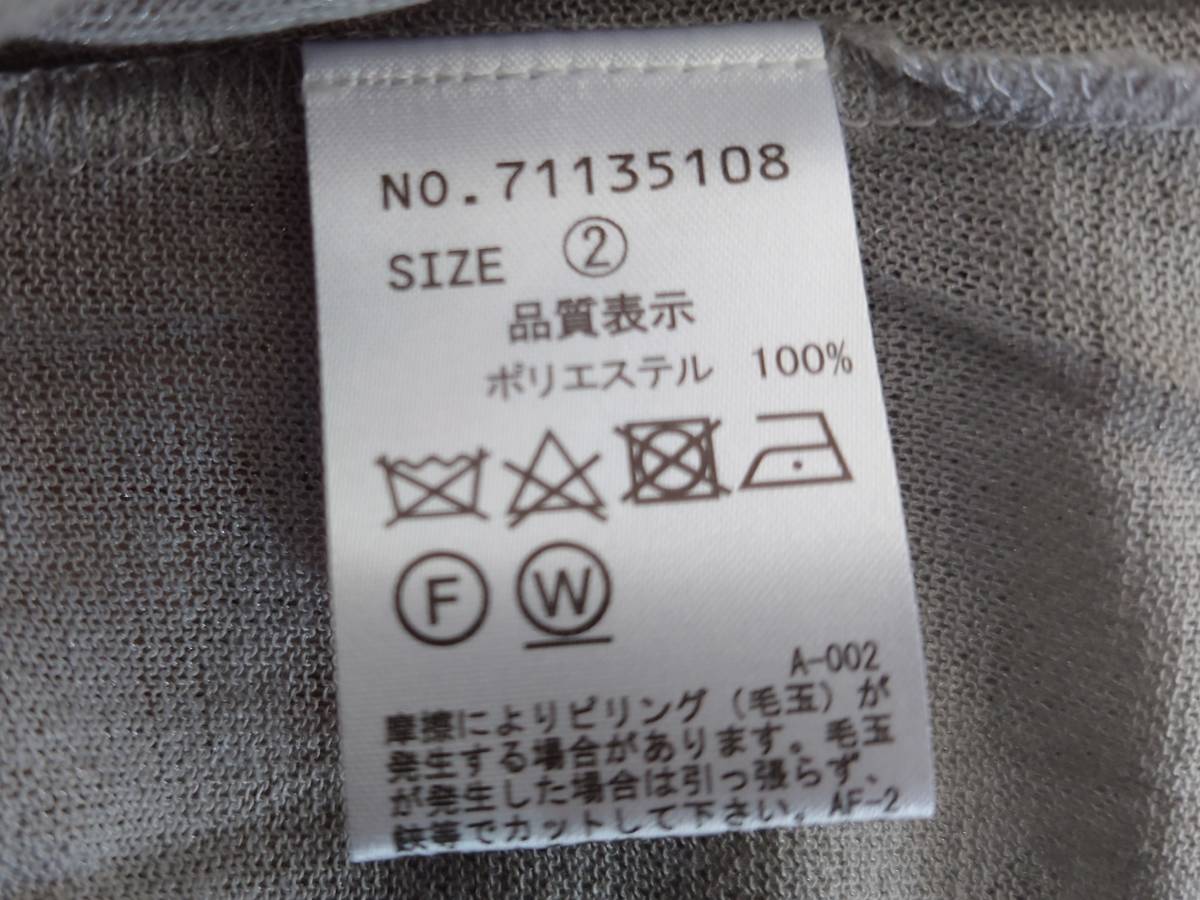 NO.71135108
SIZE ②
品質表示
ポリエステル 100%
Ⓕ Ⓦ
A-002
摩擦によりピリング（毛玉）が
発生する場合があります。毛玉
が発生した場合は引っ張らず、
鋏等でカットして下さい。AF-2